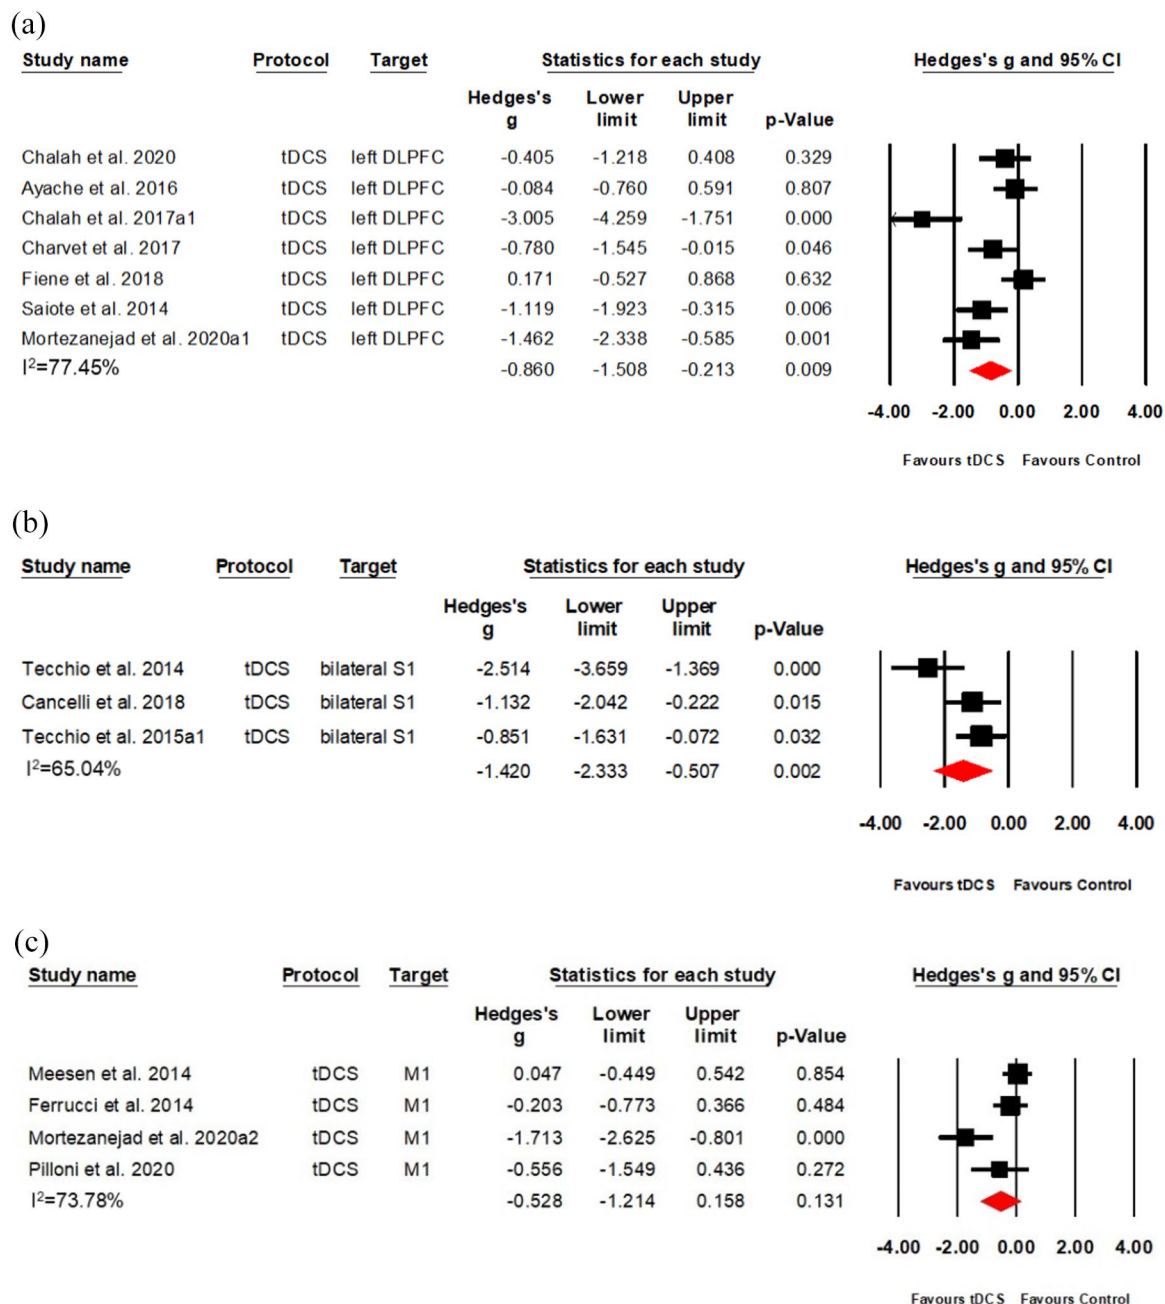 (a)
Study name Protocol Target Statistics for each study Hedges's g and 95% CI
Hedges's g Lower limit Upper limit p-Value
Chalah et al. 2020 tDCS left DLPFC -0.405 -1.218 0.408 0.329
Ayache et al. 2016 tDCS left DLPFC -0.084 -0.760 0.591 0.807
Chalah et al. 2017a1 tDCS left DLPFC -3.005 -4.259 -1.751 0.000
Charvet et al. 2017 tDCS left DLPFC -0.780 -1.545 -0.015 0.046
Fiene et al. 2018 tDCS left DLPFC 0.171 -0.527 0.868 0.632
Saiote et al. 2014 tDCS left DLPFC -1.119 -1.923 -0.315 0.006
Mortezanejad et al. 2020a1 tDCS left DLPFC -1.462 -2.338 -0.585 0.001
I²=77.45% -0.860 -1.508 -0.213 0.009
-4.00 -2.00 0.00 2.00 4.00
Favours tDCS Favours Control
(b)
Study name Protocol Target Statistics for each study Hedges's g and 95% CI
Hedges's g Lower limit Upper limit p-Value
Tecchio et al. 2014 tDCS bilateral S1 -2.514 -3.659 -1.369 0.000
Cancelli et al. 2018 tDCS bilateral S1 -1.132 -2.042 -0.222 0.015
Tecchio et al. 2015a1 tDCS bilateral S1 -0.851 -1.631 -0.072 0.032
I²=65.04% -1.420 -2.333 -0.507 0.002
-4.00 -2.00 0.00 2.00 4.00
Favours tDCS Favours Control
(c)
Study name Protocol Target Statistics for each study Hedges's g and 95% CI
Hedges's g Lower limit Upper limit p-Value
Meesen et al. 2014 tDCS M1 0.047 -0.449 0.542 0.854
Ferrucci et al. 2014 tDCS M1 -0.203 -0.773 0.366 0.484
Mortezanejad et al. 2020a2 tDCS M1 -1.713 -2.625 -0.801 0.000
Pilloni et al. 2020 tDCS M1 -0.556 -1.549 0.436 0.272
I²=73.78% -0.528 -1.214 0.158 0.131
-4.00 -2.00 0.00 2.00 4.00
Favours tDCS Favours Control